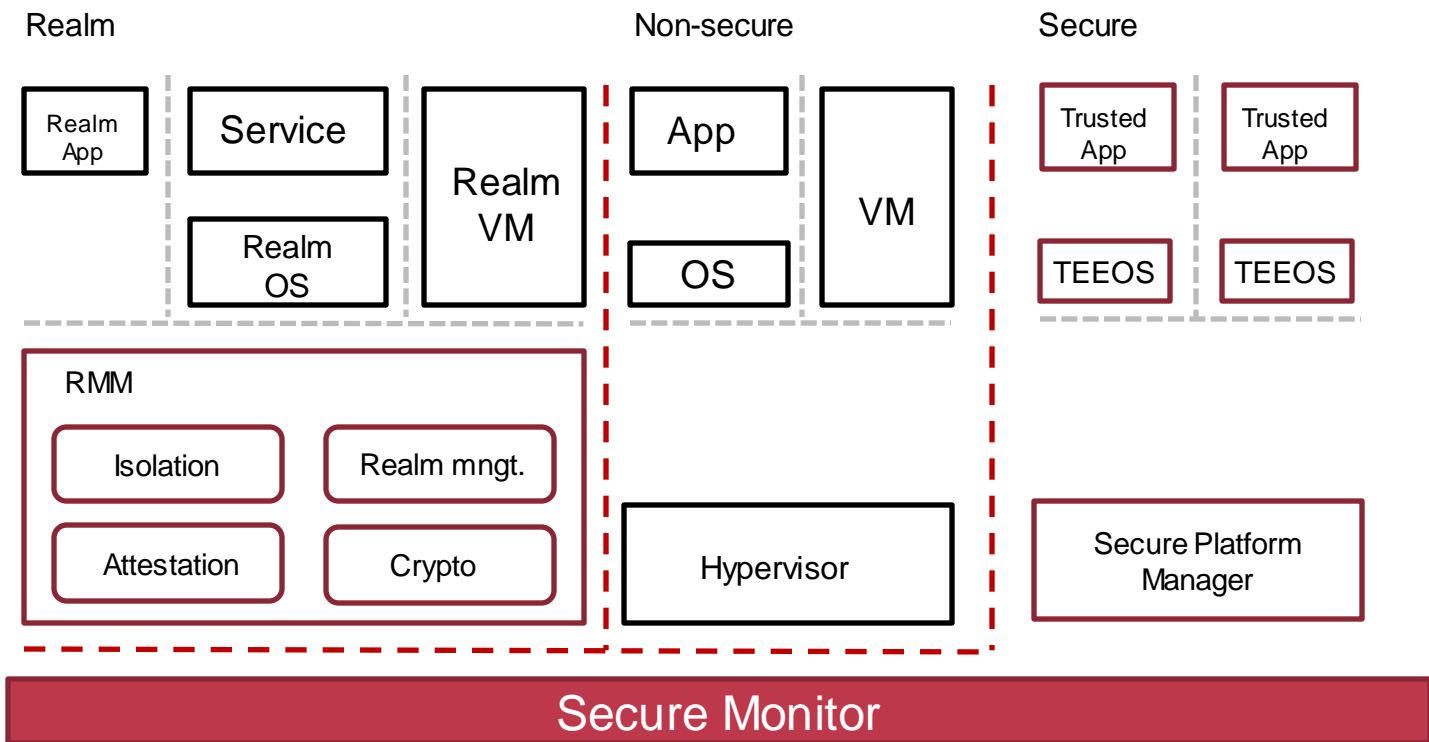 Realm
Non-secure
Secure
Realm
App
Service
Realm
OS
Realm
VM
App
OS
VM
Trusted
App
Trusted
App
TEEOS
TEEOS
RMM
Isolation
Realm mngt.
Attestation
Crypto
Hypervisor
Secure Platform
Manager
Secure Monitor